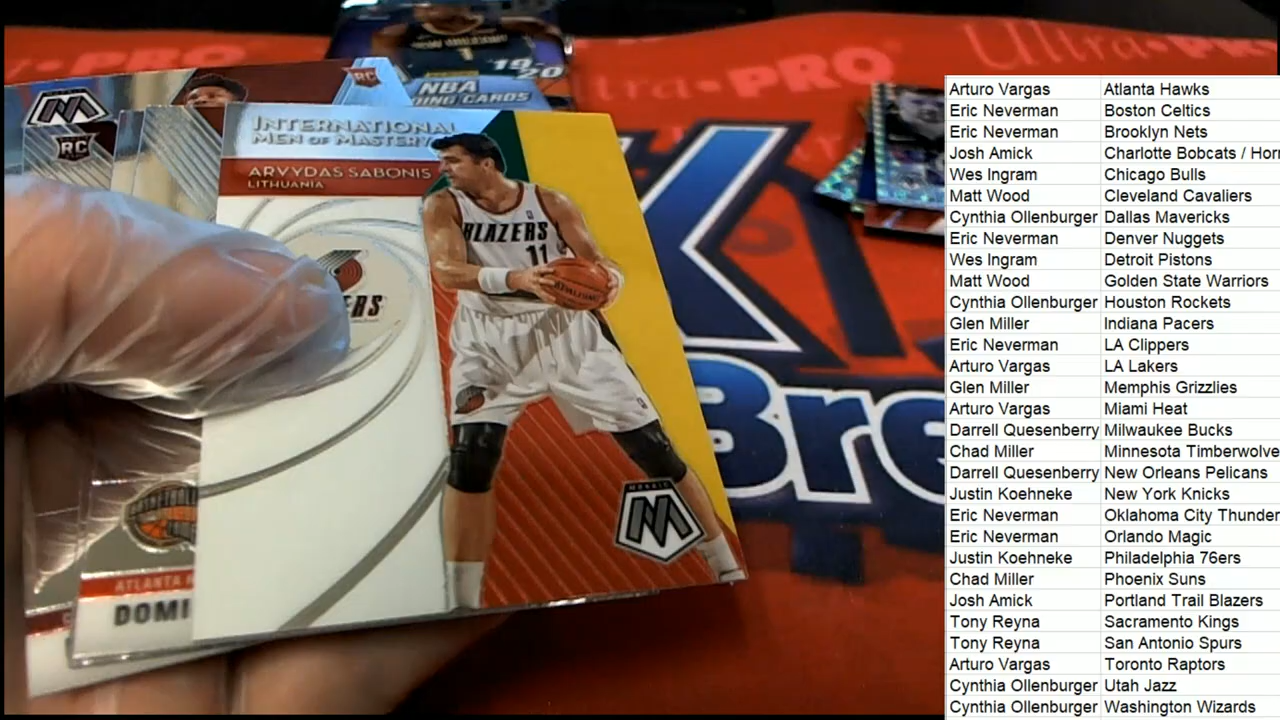 Ultra•PRO
19-20
NBA
DING CARDS
RC
M
RC
INTERNATIONAL
MEN OF MASTERY
ARVYDAS SABONIS
LITHUANIA
BLAZERS
11
ERS
MOSAIC
M
ATLANTA H
DOMI
Bre
Arturo Vargas Atlanta Hawks
Eric Neverman Boston Celtics
Eric Neverman Brooklyn Nets
Josh Amick Charlotte Bobcats / Horn
Wes Ingram Chicago Bulls
Matt Wood Cleveland Cavaliers
Cynthia Ollenburger Dallas Mavericks
Eric Neverman Denver Nuggets
Wes Ingram Detroit Pistons
Matt Wood Golden State Warriors
Cynthia Ollenburger Houston Rockets
Glen Miller Indiana Pacers
Eric Neverman LA Clippers
Arturo Vargas LA Lakers
Glen Miller Memphis Grizzlies
Arturo Vargas Miami Heat
Darrell Quesenberry Milwaukee Bucks
Chad Miller Minnesota Timberwolve
Darrell Quesenberry New Orleans Pelicans
Justin Koehneke New York Knicks
Eric Neverman Oklahoma City Thunder
Eric Neverman Orlando Magic
Justin Koehneke Philadelphia 76ers
Chad Miller Phoenix Suns
Josh Amick Portland Trail Blazers
Tony Reyna Sacramento Kings
Tony Reyna San Antonio Spurs
Arturo Vargas Toronto Raptors
Cynthia Ollenburger Utah Jazz
Cynthia Ollenburger Washington Wizards